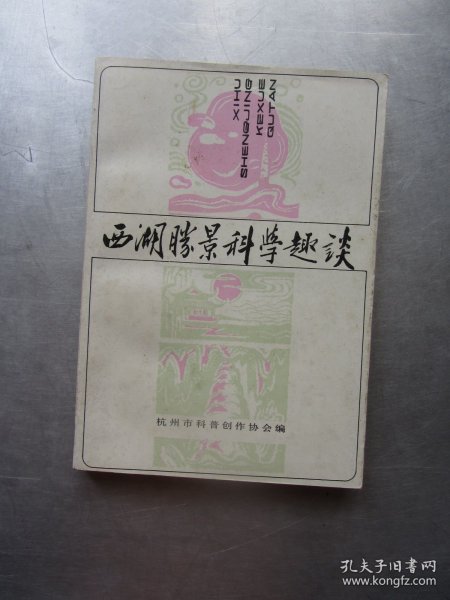 XIHU
SHENGJING
KEXUE
QUTAN
西湖勝景科學趣談
杭州市科普创作协会编
孔夫子旧书网
www.kongfz.com